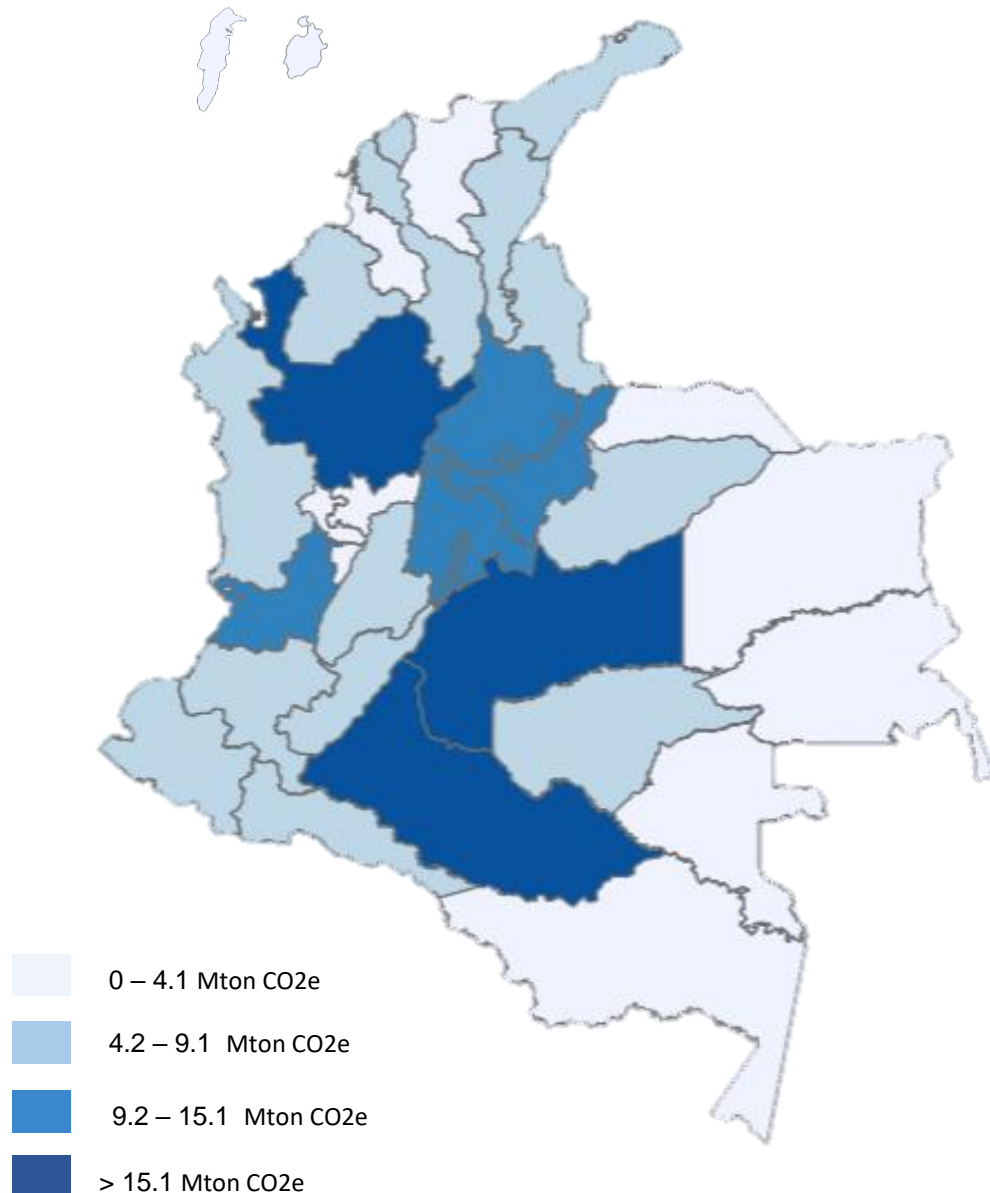 0 – 4.1 Mton CO2e
4.2 – 9.1 Mton CO2e
9.2 – 15.1 Mton CO2e
> 15.1 Mton CO2e